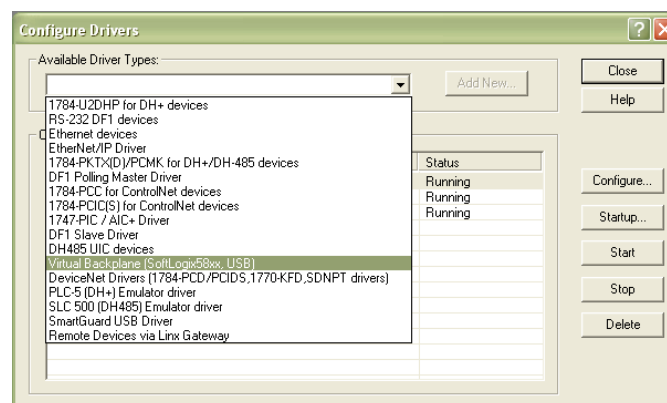 Configure Drivers
Available Driver Types:
Add New...
Close
Help
1784-U2DHP for DH+ devices
RS-232 DF1 devices
Ethernet devices
EtherNet/IP Driver
1784-PKTX(D)/PCMK for DH+/DH-485 devices
DF1 Polling Master Driver
1784-PCC for ControlNet devices
1784-PCIC(S) for ControlNet devices
1747-PIC / AIC+ Driver
DF1 Slave Driver
DH485 UIC devices
Virtual Backplane (SoftLogix58xx, USB)
DeviceNet Drivers (1784-PCD/PCIDS,1770-KFD,SDNPT drivers)
PLC-5 (DH+) Emulator driver
SLC 500 (DH485) Emulator driver
SmartGuard USB Driver
Remote Devices via Linx Gateway
Status
Running
Running
Running
Configure...
Startup...
Start
Stop
Delete